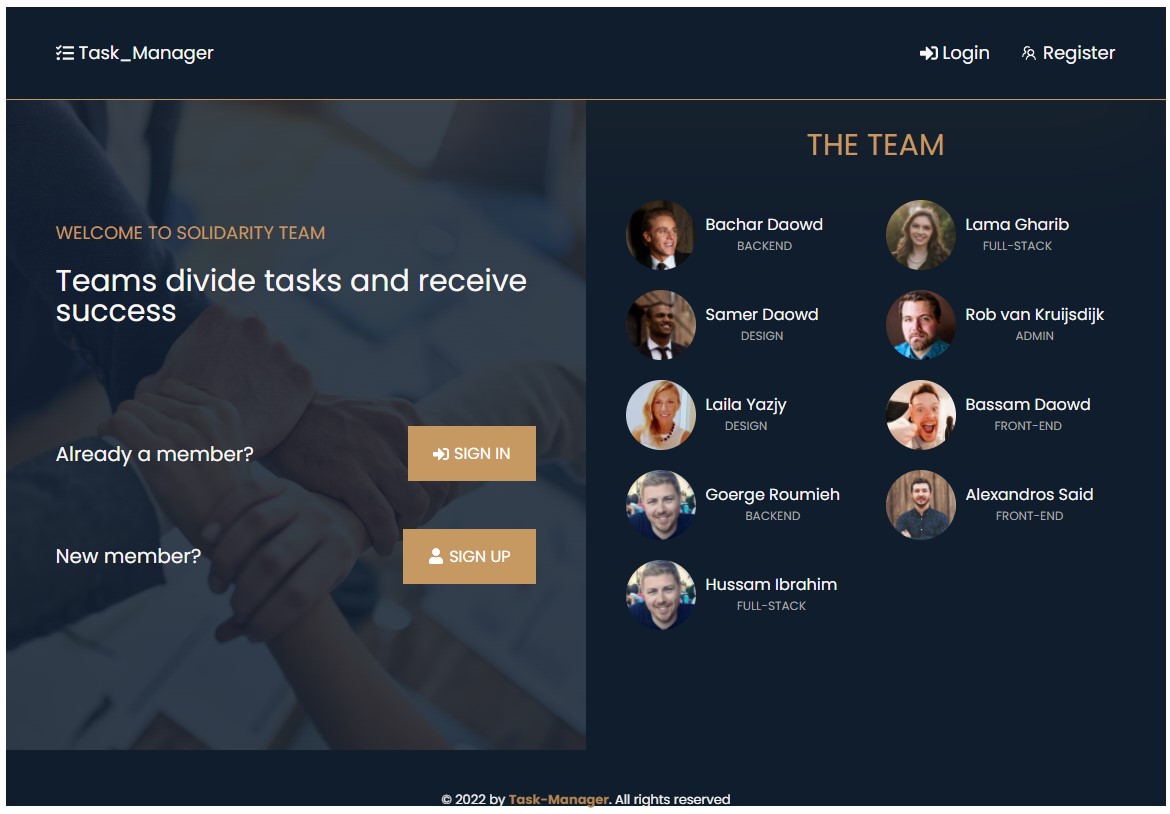 Task_Manager
Login
Register
WELCOME TO SOLIDARITY TEAM
Teams divide tasks and receive
success
Already a member?
SIGN IN
New member?
SIGN UP
THE TEAM
Bachar Daowd
BACKEND
Lama Gharib
FULL-STACK
Samer Daowd
DESIGN
Rob van Kruijsdijk
ADMIN
Laila Yazjy
DESIGN
Bassam Daowd
FRONT-END
Goerge Roumieh
BACKEND
Alexandros Said
FRONT-END
Hussam Ibrahim
FULL-STACK
© 2022 by Task-Manager. All rights reserved